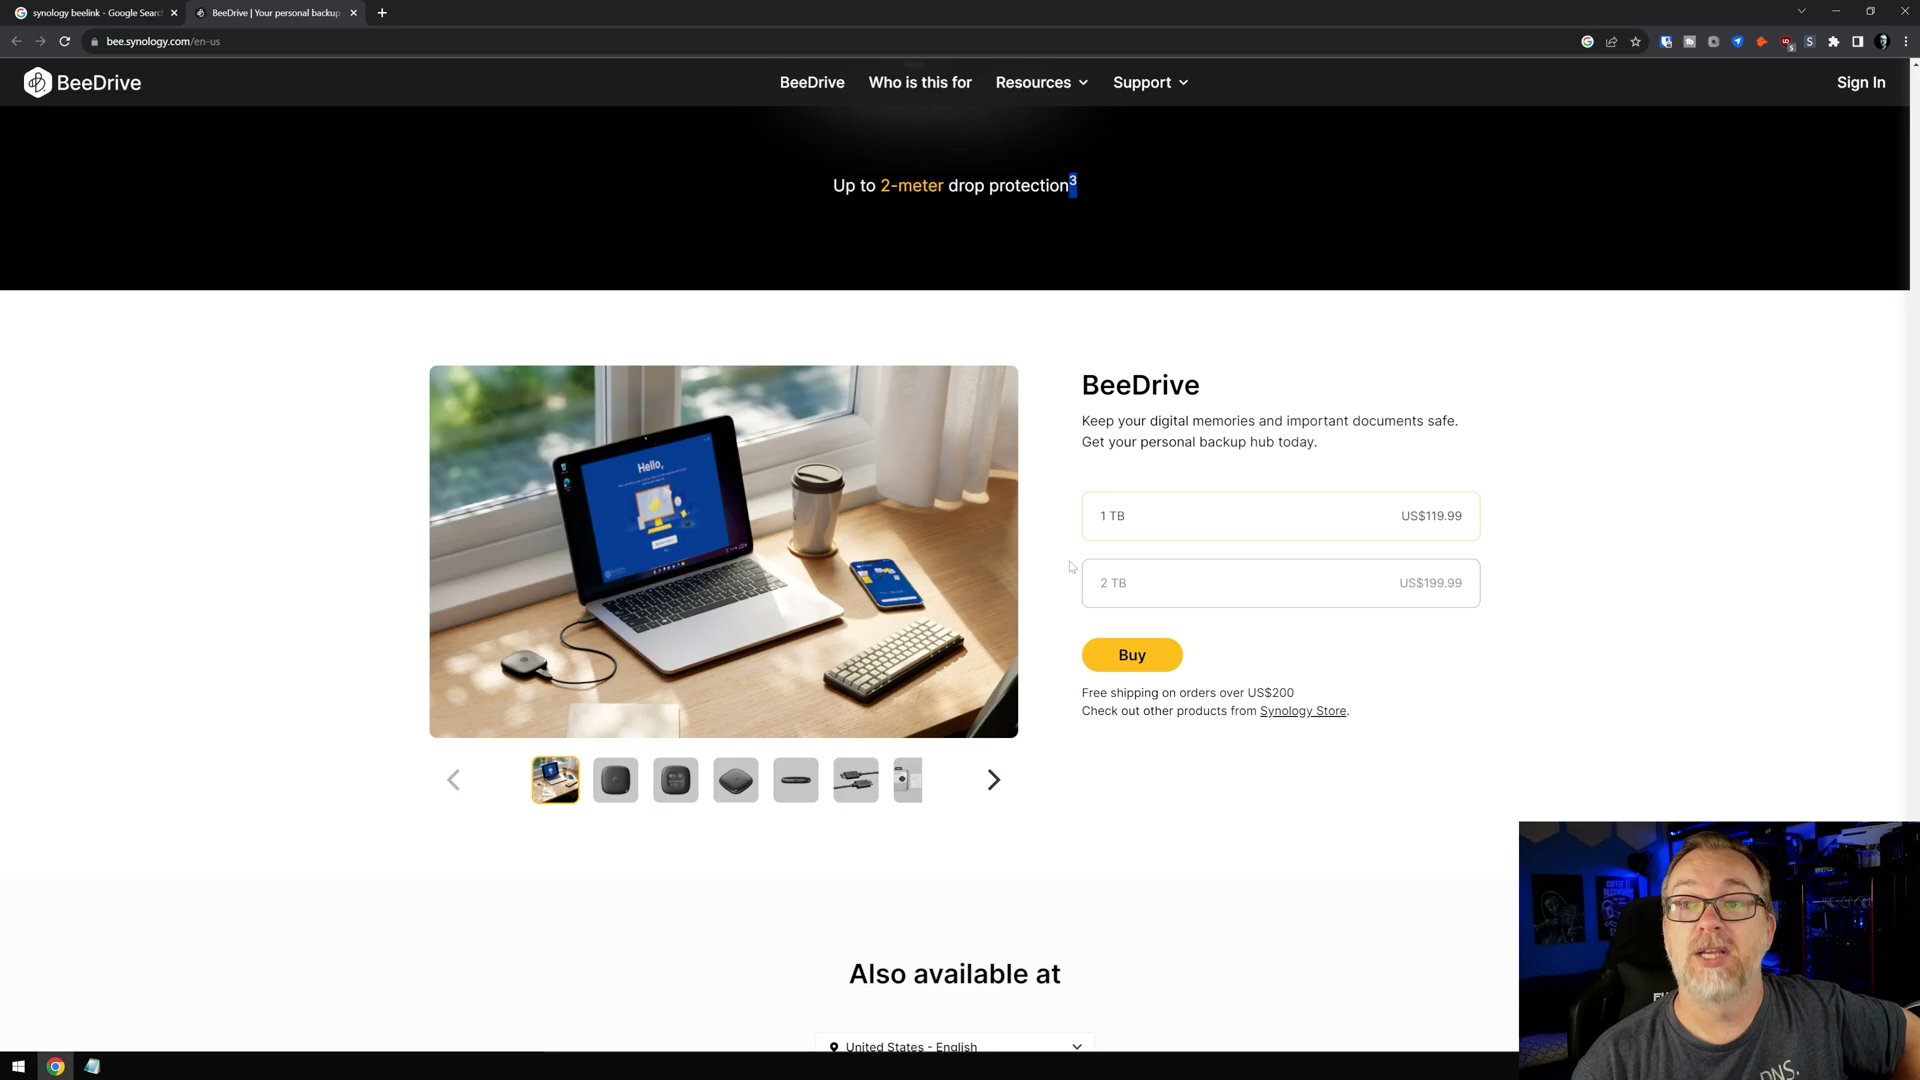 synology beelink - Google Searc
BeeDrive | Your personal backup
bee.synology.com/en-us
BeeDrive
BeeDrive
Who is this for
Resources
Support
Sign In
Up to 2-meter drop protection3
Hello,
BeeDrive
Keep your digital memories and important documents safe.
Get your personal backup hub today.
1 TB
US$119.99
2 TB
US$199.99
Buy
Free shipping on orders over US$200
Check out other products from Synology Store.
Also available at
United States - English